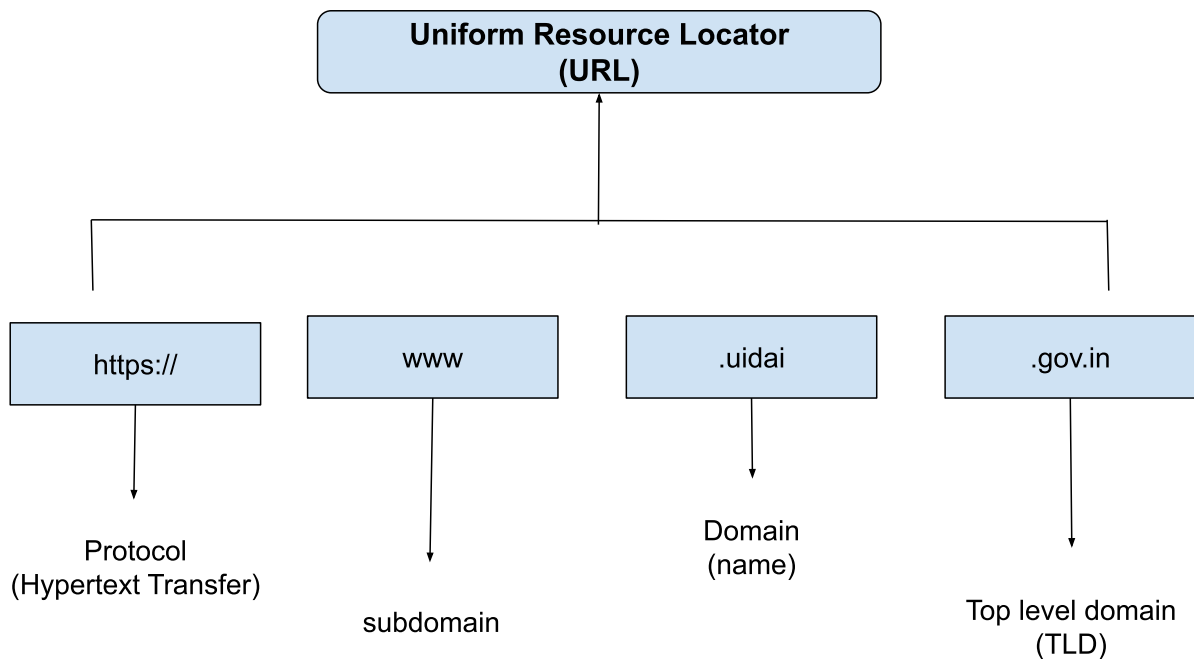 Uniform Resource Locator
(URL)
https://
www
.uidai
.gov.in
Protocol
(Hypertext Transfer)
subdomain
Domain
(name)
Top level domain
(TLD)